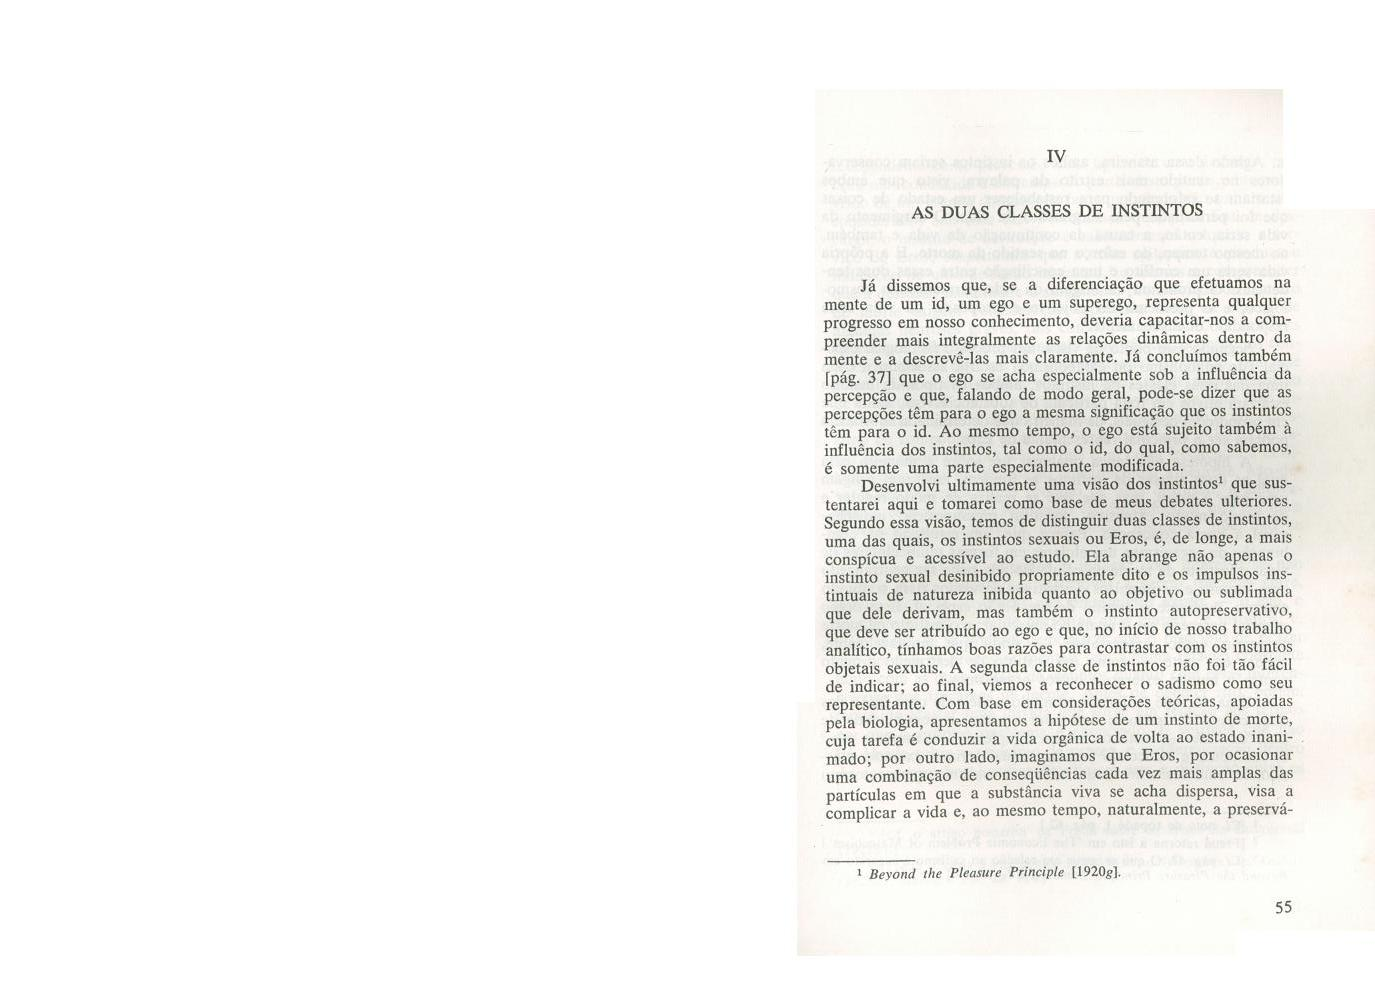 IV
AS DUAS CLASSES DE INSTINTOS
Já dissemos que, se a diferenciação que efetuamos na
mente de um id, um ego e um superego, representa qualquer
progresso em nosso conhecimento, deveria capacitar-nos a com-
preender mais integralmente as relações dinâmicas dentro da
mente e a descrevê-las mais claramente. Já concluímos também
[pág. 37] que o ego se acha especialmente sob a influência da
percepção e que, falando de modo geral, pode-se dizer que as
percepções têm para o ego a mesma significação que os instintos
têm para o id. Ao mesmo tempo, o ego está sujeito também à
influência dos instintos, tal como o id, do qual, como sabemos,
é somente uma parte especialmente modificada.
Desenvolvi ultimamente uma visão dos instintos¹ que sus-
tentarei aqui e tomarei como base de meus debates ulteriores.
Segundo essa visão, temos de distinguir duas classes de instintos,
uma das quais, os instintos sexuais ou Eros, é, de longe, a mais
conspícua e acessível ao estudo. Ela abrange não apenas o
instinto sexual desinibido propriamente dito e os impulsos ins-
tintuais de natureza inibida quanto ao objetivo ou sublimada
que dele derivam, mas também o instinto autopreservativo,
que deve ser atribuído ao ego e que, no início de nosso trabalho
analítico, tínhamos boas razões para contrastar com os instintos
objetais sexuais. A segunda classe de instintos não foi tão fácil
de indicar; ao final, viemos a reconhecer o sadismo como seu
representante. Com base em considerações teóricas, apoiadas
pela biologia, apresentamos a hipótese de um instinto de morte,
cuja tarefa é conduzir a vida orgânica de volta ao estado inani-
mado; por outro lado, imaginamos que Eros, por ocasionar
uma combinação de conseqüências cada vez mais amplas das
partículas em que a substância viva se acha dispersa, visa a
complicar a vida e, ao mesmo tempo, naturalmente, a preservá-
¹ Beyond the Pleasure Principle [1920g].
55